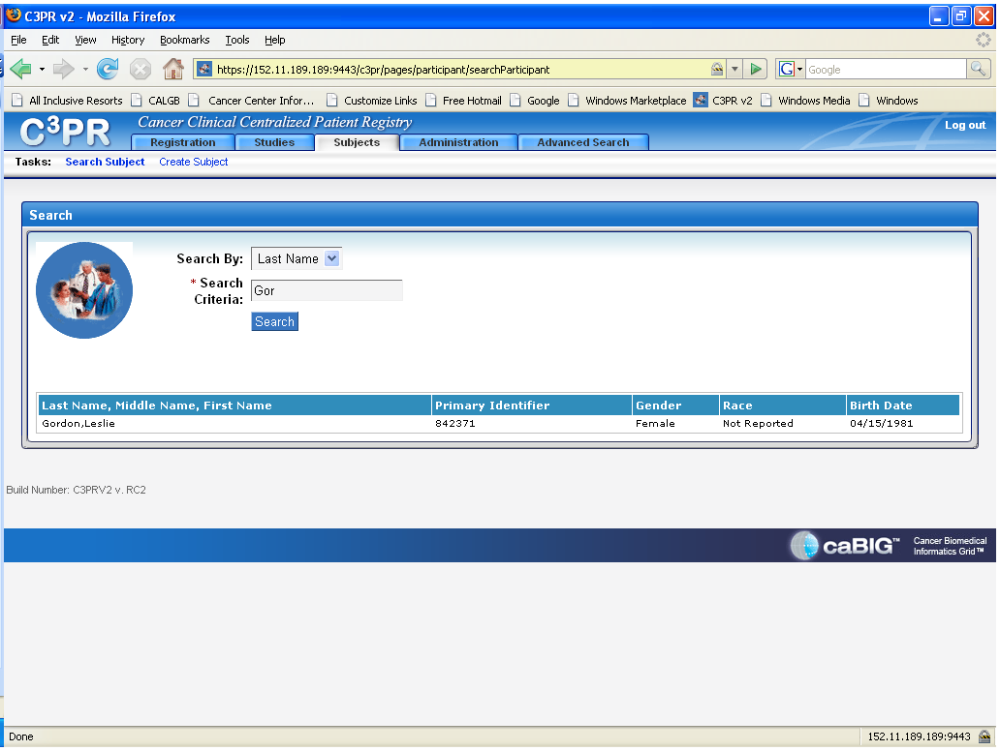 C3PR v2 - Mozilla Firefox
File Edit View History Bookmarks Tools Help
https://152.11.189.189:9443/c3pr/pages/participant/searchParticipant
G Google
All Inclusive Resorts CALGB Cancer Center Infor... Customize Links Free Hotmail Google Windows Marketplace C3PR v2 Windows Media Windows
C3PR Cancer Clinical Centralized Patient Registry Log out
Registration Studies Subjects Administration Advanced Search
Tasks: Search Subject Create Subject
Search
Search By: Last Name
* Search Criteria: Gor
Search
Last Name, Middle Name, First Name Primary Identifier Gender Race Birth Date
Gordon,Leslie 842371 Female Not Reported 04/15/1981
Build Number: C3PRV2 v. RC2
caBIG™ Cancer Biomedical
Informatics Grid™
Done 152.11.189.189:9443